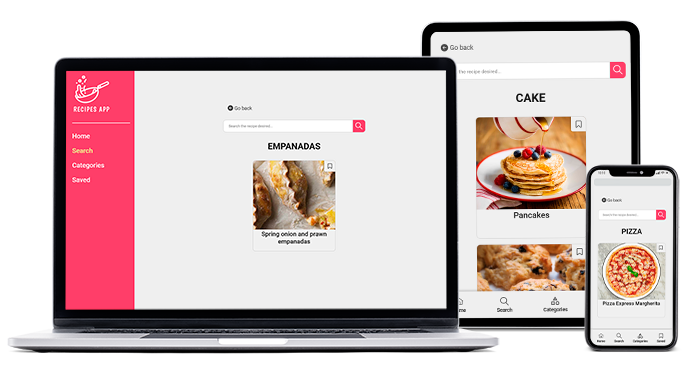 RECIPES APP
Home
Search
Categories
Saved
Go back
Search the recipe desired...
EMPANADAS
Spring onion and prawn
empanadas
Go back
the recipe desired...
CAKE
Pancakes
me
Search
Categories
Go back
Search the recipe desired...
PIZZA
Pizza Express Margherita
Home
Search
Categories
Saved